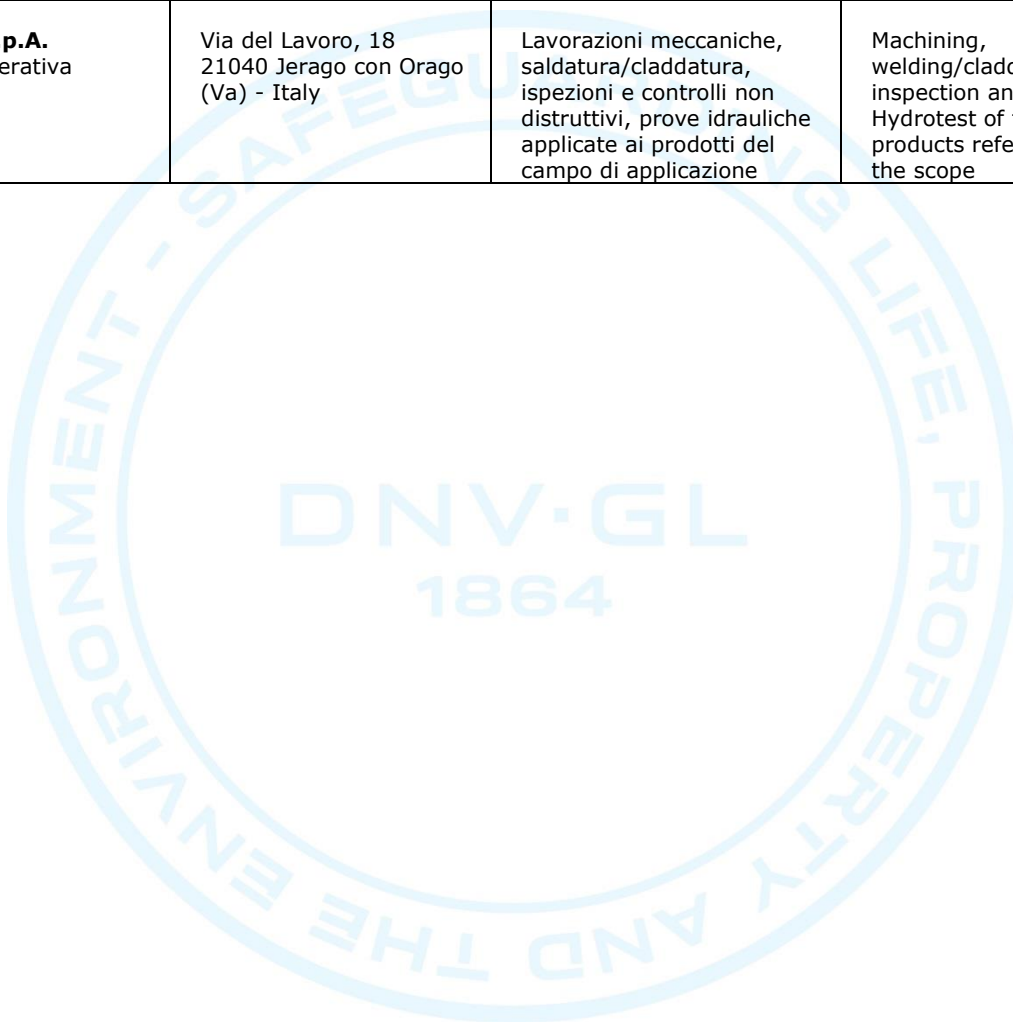 .p.A.
erativa
Via del Lavoro, 18
21040 Jerago con Orago
(Va) - Italy
Lavorazioni meccaniche,
saldatura/claddatura,
ispezioni e controlli non
distruttivi, prove idrauliche
applicate ai prodotti del
campo di applicazione
Machining,
welding/cladd
inspection an
Hydrotest of
products refe
the scope
SAFEGUARDING LIFE, PROPERTY AND THE ENVIRONMENT -
DNV·GL
1864